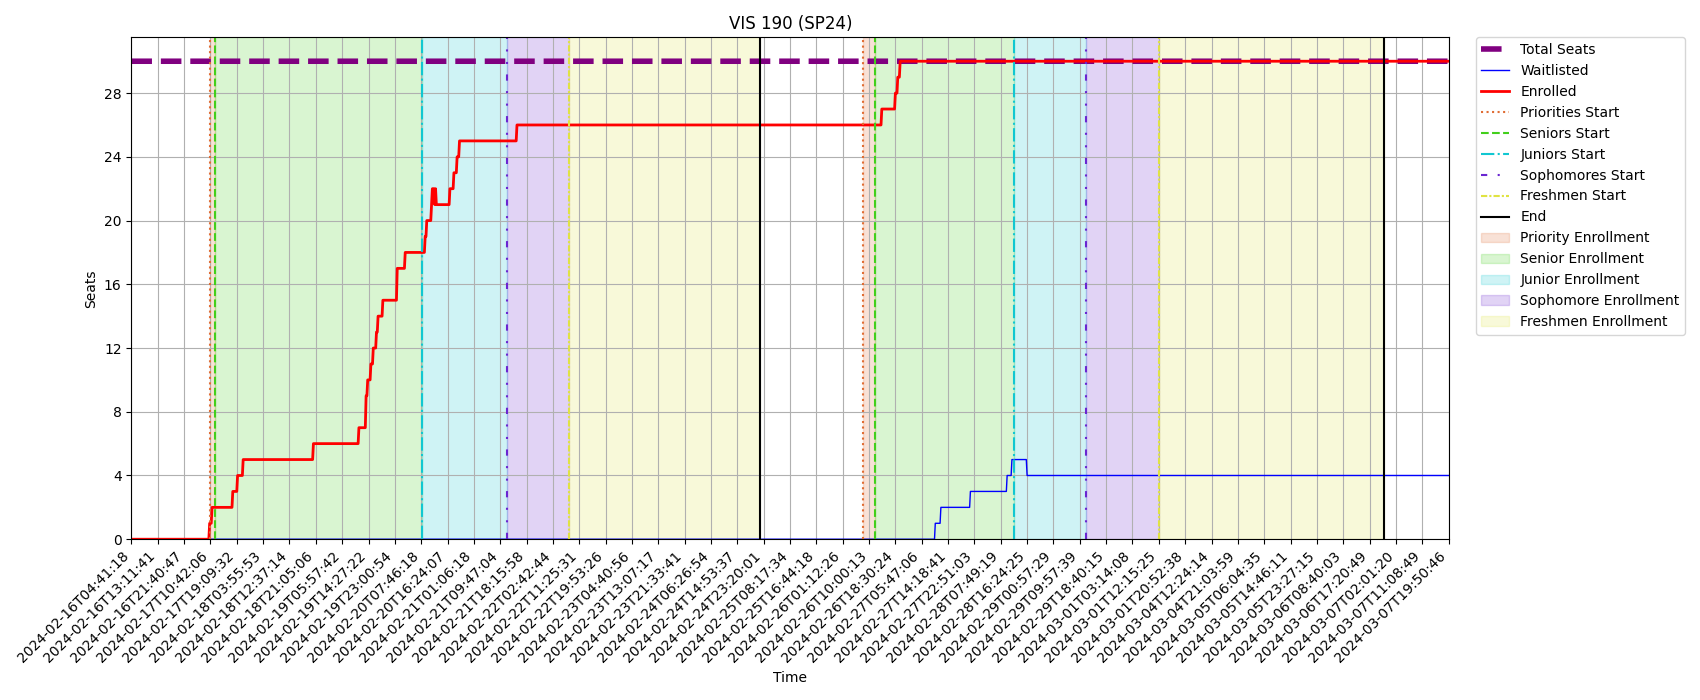 VIS 190 (SP24)
Total Seats
Waitlisted
Enrolled
Priorities Start
Seniors Start
Juniors Start
Sophomores Start
Freshmen Start
End
Priority Enrollment
Senior Enrollment
Junior Enrollment
Sophomore Enrollment
Freshmen Enrollment
Seats
28
24
20
16
12
8
4
0
2024-02-16T04:41:18
2024-02-16T13:11:41
2024-02-16T21:40:47
2024-02-17T10:42:06
2024-02-17T19:09:32
2024-02-18T03:55:53
2024-02-18T12:37:14
2024-02-18T21:05:06
2024-02-19T05:57:42
2024-02-19T14:27:22
2024-02-19T23:00:54
2024-02-20T07:46:18
2024-02-20T16:24:07
2024-02-21T01:06:18
2024-02-21T09:47:04
2024-02-21T18:15:58
2024-02-22T02:42:44
2024-02-22T11:25:31
2024-02-22T19:53:26
2024-02-23T04:40:56
2024-02-23T13:07:17
2024-02-23T21:33:41
2024-02-24T06:26:54
2024-02-24T14:53:37
2024-02-24T23:20:01
2024-02-25T08:17:34
2024-02-25T16:44:18
2024-02-26T01:12:26
2024-02-26T10:00:13
2024-02-26T18:30:24
2024-02-27T05:47:06
2024-02-27T14:18:41
2024-02-27T22:51:03
2024-02-28T07:49:19
2024-02-28T16:24:25
2024-02-29T00:57:29
2024-02-29T09:57:39
2024-02-29T18:40:15
2024-03-01T03:14:08
2024-03-01T12:15:25
2024-03-01T20:52:38
2024-03-04T12:24:14
2024-03-04T21:03:59
2024-03-05T06:04:35
2024-03-05T14:46:11
2024-03-05T23:27:15
2024-03-06T08:40:03
2024-03-06T17:20:49
2024-03-07T02:01:20
2024-03-07T11:08:49
2024-03-07T19:50:46
Time